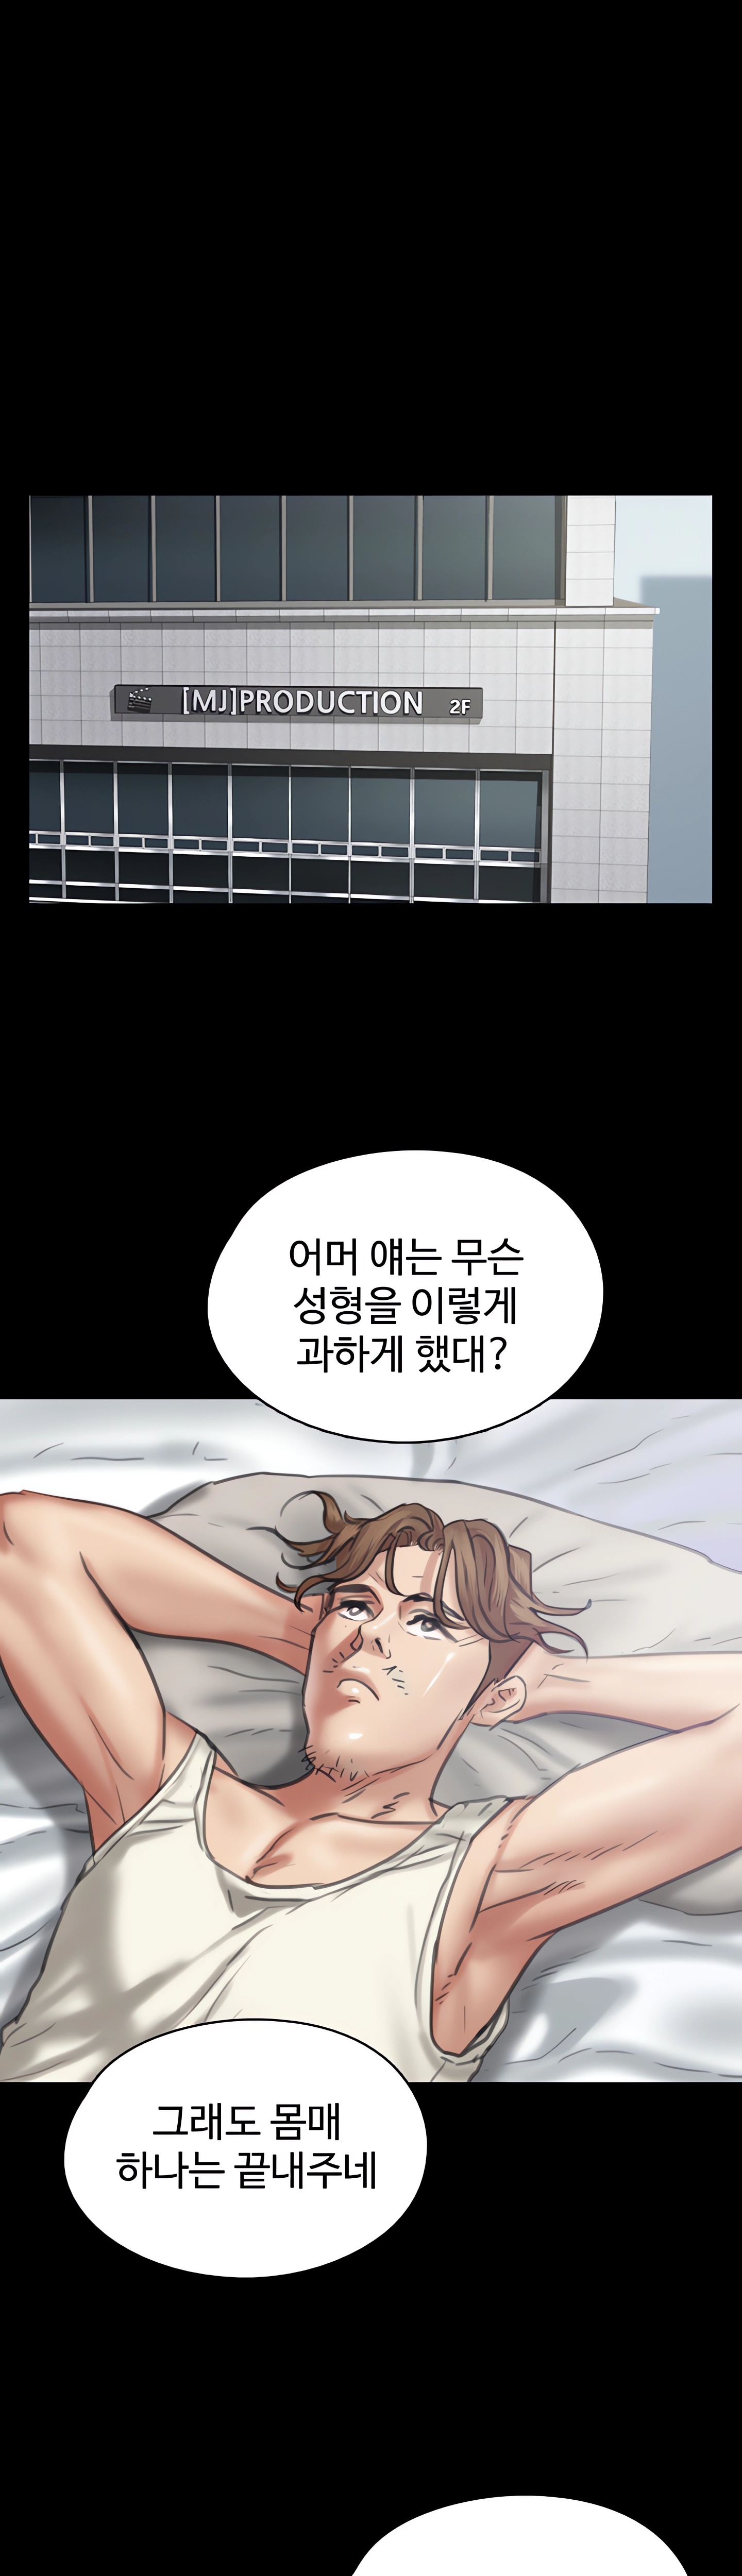 [MJ]PRODUCTION 2F
어머 얘는 무슨
성형을 이렇게
과하게 했대?
그래도 몸매
하나는 끝내주네